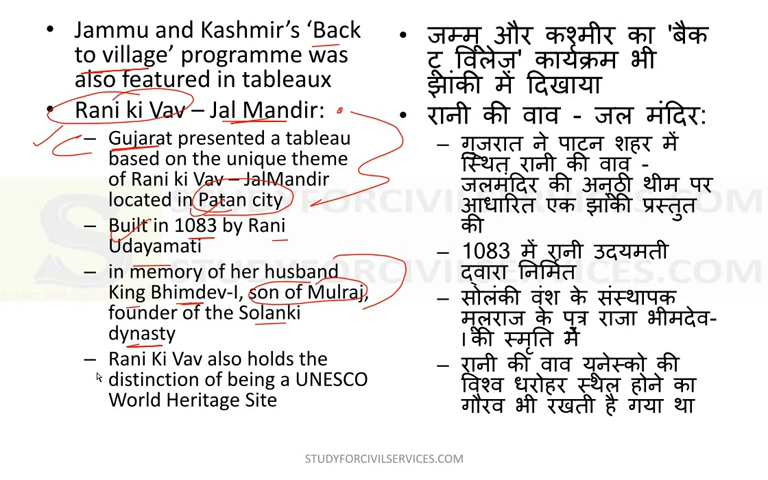 • Jammu and Kashmir's 'Back
to village' programme was
also featured in tableaux
• Rani ki Vav – Jal Mandir:
– Gujarat presented a tableau
based on the unique theme
of Rani ki Vav – JalMandir
located in Patan city
– Built in 1083 by Rani
Udayamati
– in memory of her husband
King Bhimdev-I, son of Mulraj,
founder of the Solanki
dynasty
– Rani Ki Vav also holds the
distinction of being a UNESCO
World Heritage Site
• जम्मू और कश्मीर का 'बैक
टू विलेज' कार्यक्रम भी
झांकी में दिखाया
• रानी की वाव - जल मंदिर:
– गुजरात ने पाटन शहर में
स्थित रानी की वाव -
जलमंदिर की अनूठी थीम पर
आधारित एक झांकी प्रस्तुत
की
– 1083 में रानी उदयमती
द्वारा निर्मित
– सोलंकी वंश के संस्थापक
मूलराज के पुत्र राजा भीमदेव-
। की स्मृति में
– रानी की वाव यूनेस्को की
विश्व धरोहर स्थल होने का
गौरव भी रखती है गया था
STUDYFORCIVILSERVICES.COM
STUDYFORCIVILSERVICES.COM
STUDYFORCIVILSERVICES.COM